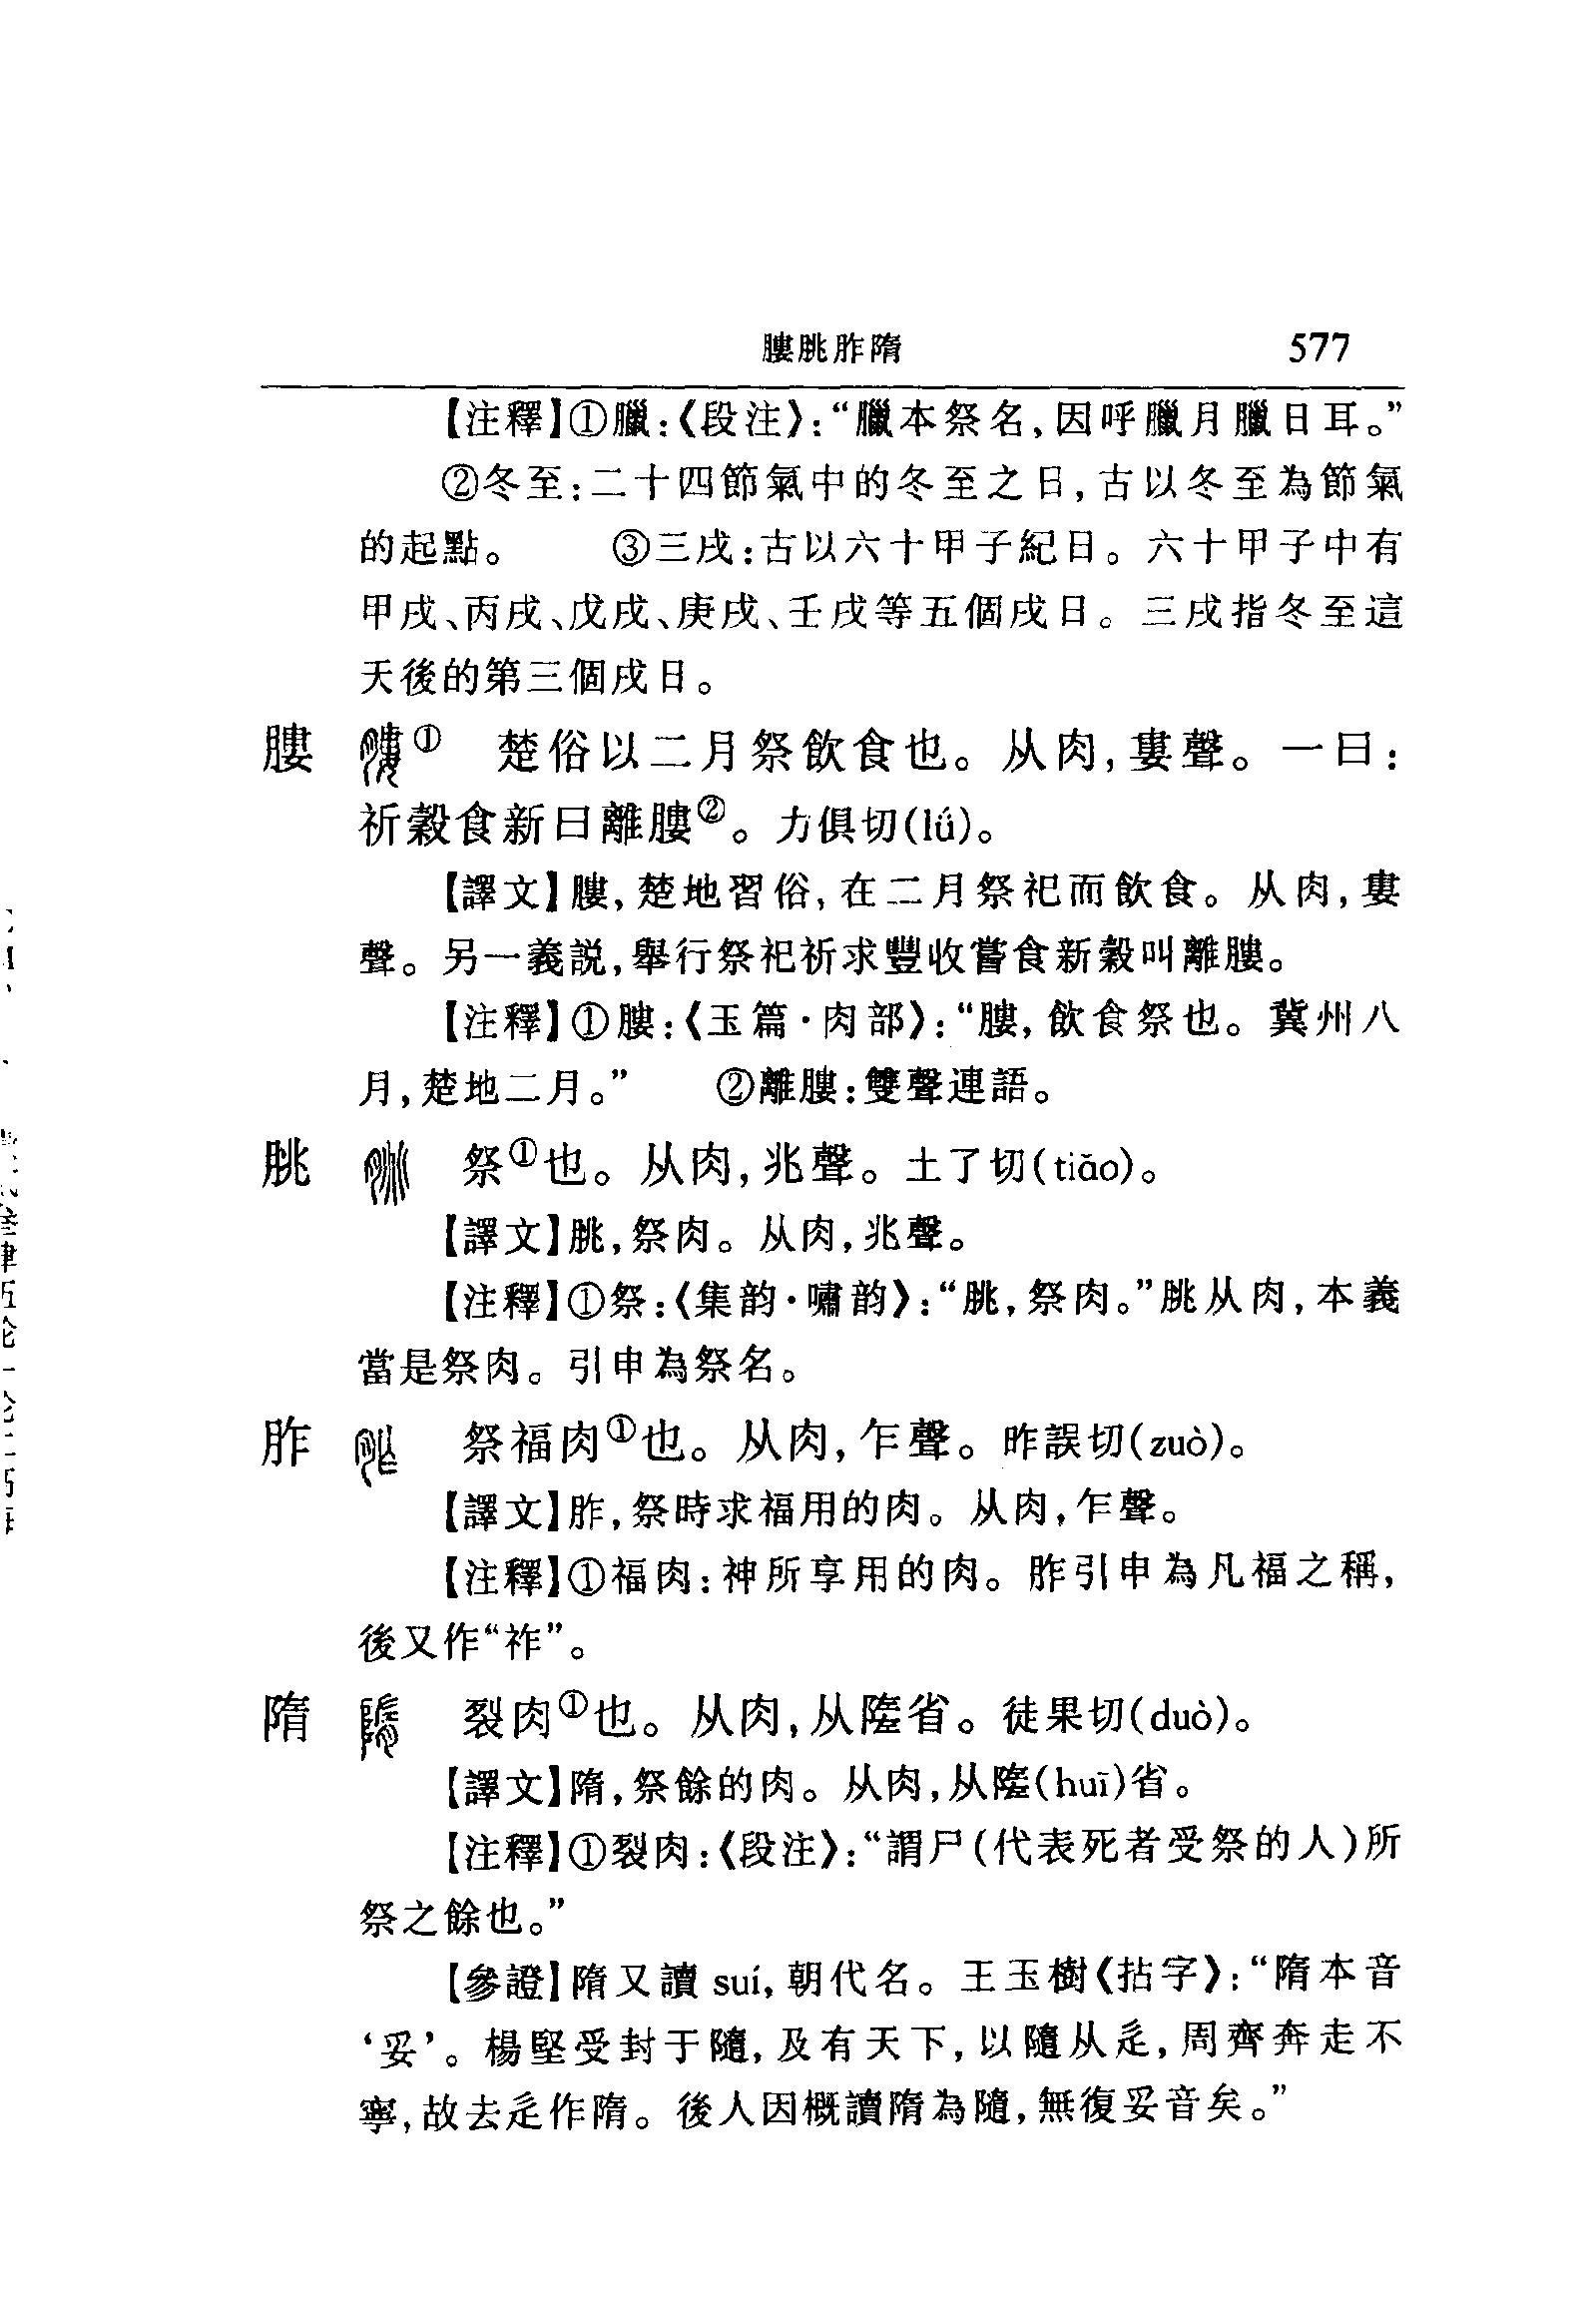 膢朓胙隋 577
【注釋】①臘:《段注》:“臘本祭名,因呼臘月臘日耳。”
②冬至:二十四節氣中的冬至之日,古以冬至為節氣
的起點。 ③三戌:古以六十甲子紀日。六十甲子中有
甲戌、丙戌、戊戌、庚戌、壬戌等五個戌日。三戌指冬至這
天後的第三個戌日。
膢 ① 楚俗以二月祭飲食也。从肉,婁聲。一曰:
祈穀食新曰離膢②。力俱切(lǘ)。
【譯文】膢,楚地習俗,在二月祭祀而飲食。从肉,婁
聲。另一義説,舉行祭祀祈求豐收嘗食新穀叫離膢。
【注釋】①膢:《玉篇·肉部》:“膢,飲食祭也。冀州八
月,楚地二月。” ②離膢:雙聲連語。
朓 祭①也。从肉,兆聲。土了切(tiǎo)。
【譯文】朓,祭肉。从肉,兆聲。
【注釋】①祭:《集韵·嘯韵》:“朓,祭肉。”朓从肉,本義
當是祭肉。引申為祭名。
胙 祭福肉①也。从肉,乍聲。昨誤切(zuò)。
【譯文】胙,祭時求福用的肉。从肉,乍聲。
【注釋】①福肉:神所享用的肉。胙引申為凡福之稱,
後又作“祚”。
隋 裂肉①也。从肉,从隓省。徒果切(duò)。
【譯文】隋,祭餘的肉。从肉,从隓(huī)省。
【注釋】①裂肉:《段注》:“謂尸(代表死者受祭的人)所
祭之餘也。”
【參證】隋又讀 suí,朝代名。王玉樹《拈字》:“隋本音
‘妥’。楊堅受封于隨,及有天下,以隨从辵,周齊奔走不
寧,故去辵作隋。後人因概讀隋為隨,無復妥音矣。”